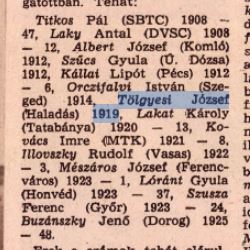 gatóttban. Tehát:
Titkos Pál (SBTC) 1908 —
47, Laky Antal (DVSC) 1908
— 12, Albert József (Komló)
1912, Szűcs Gyula (Ú. Dózsa)
1912, Kállai Lipót (Pécs) 1912
— 6, Orczifalvi István (Sze-
ged) 1914, Tölgyesi József
(Haladás) 1919, Lakat Károly
(Tatabánya) 1920 — 13, Ko-
vács Imre (MTK) 1921 — 8,
Illovszky Rudolf (Vasas) 1922
— 3, Mészáros József (Ferenc-
város) 1923 — 1, Lóránt Gyula
(Honvéd) 1923 — 37, Szusza
Ferenc (Győr) 1923 — 24,
Buzánszky Jenő (Dorog) 1925
— 48.